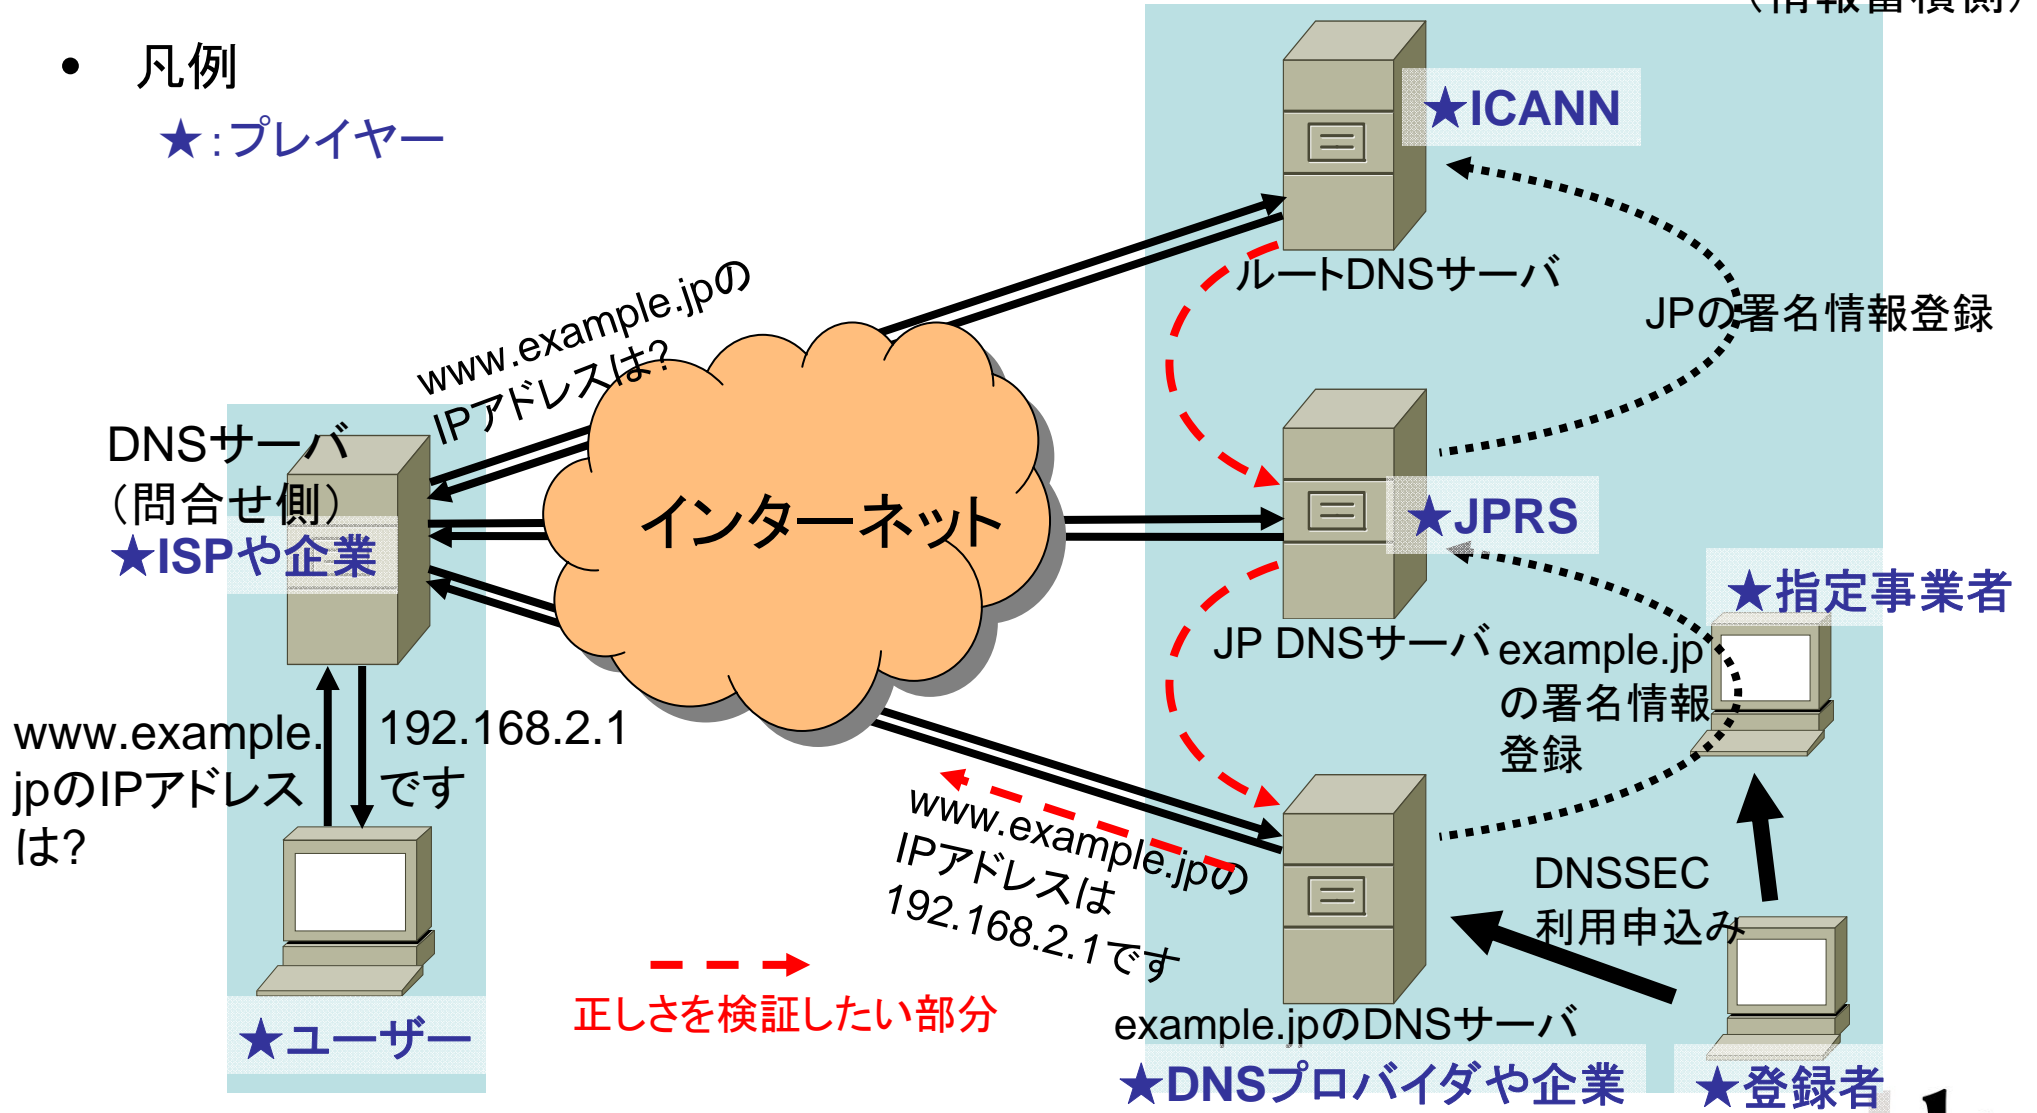 （情報蓄積側）
• 凡例
★：プレイヤー
★ICANN
ルートDNSサーバ
JPの署名情報登録
www.example.jpの
IPアドレスは?
DNSサーバ
（問合せ側）
★ISPや企業
インターネット
★JPRS
JP DNSサーバ
★指定事業者
example.jp
の署名情報
登録
www.example.
jpのIPアドレス
は?
192.168.2.1
です
www.example.jpの
IPアドレスは
192.168.2.1です
DNSSEC
利用申込み
正しさを検証したい部分
example.jpのDNSサーバ
★ユーザー
★DNSプロバイダや企業
★登録者